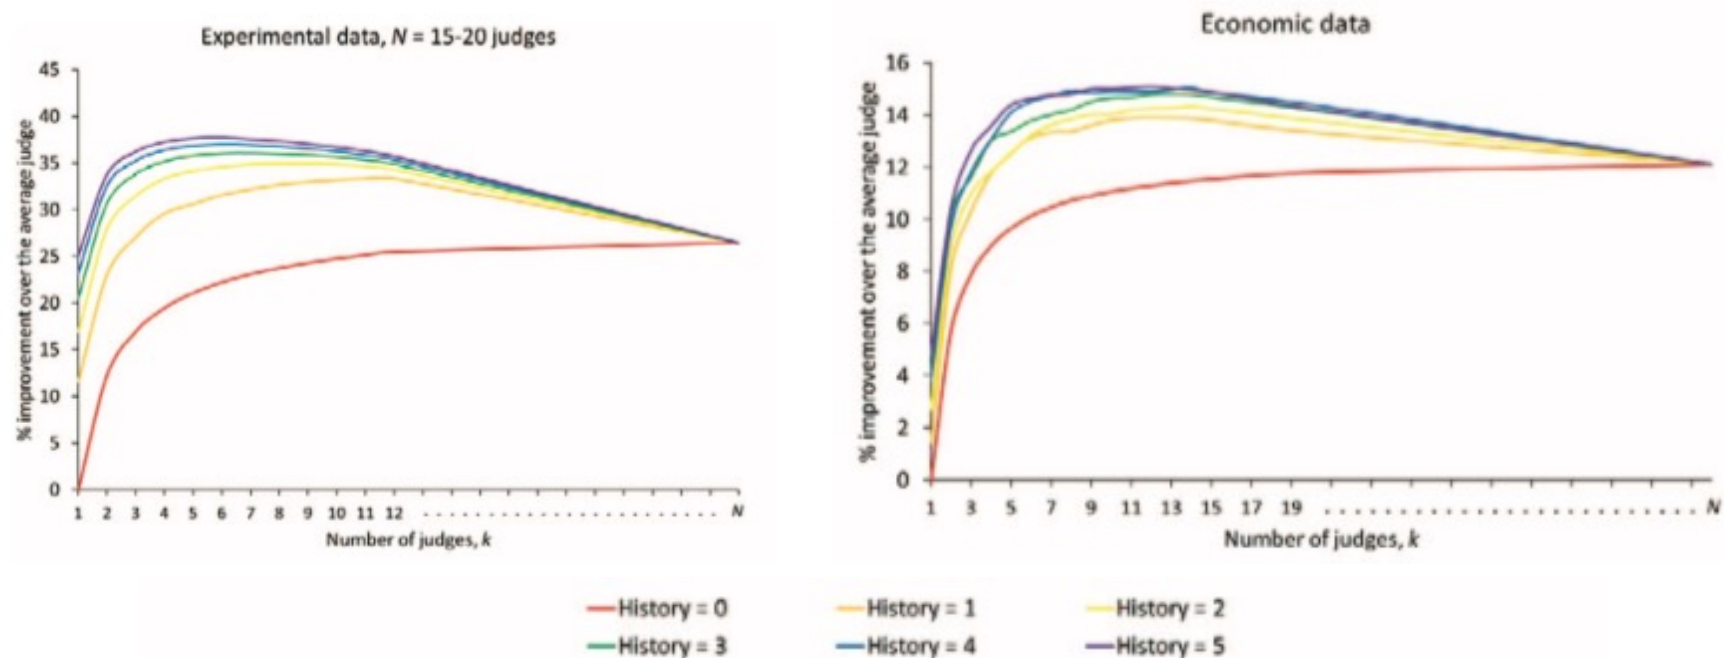 Experimental data, N = 15-20 judges
% improvement over the average judge
45
40
35
30
25
20
15
10
5
0
1 2 3 4 5 6 7 8 9 10 11 12 . . . . . . . . . . . . . . . . . . . . . N
Number of judges, k
Economic data
% improvement over the average judge
16
14
12
10
8
6
4
2
0
1 3 5 7 9 11 13 15 17 19 . . . . . . . . . . . . . . . . . . . . . . . . . . . N
Number of judges, k
History = 0 History = 1 History = 2
History = 3 History = 4 History = 5